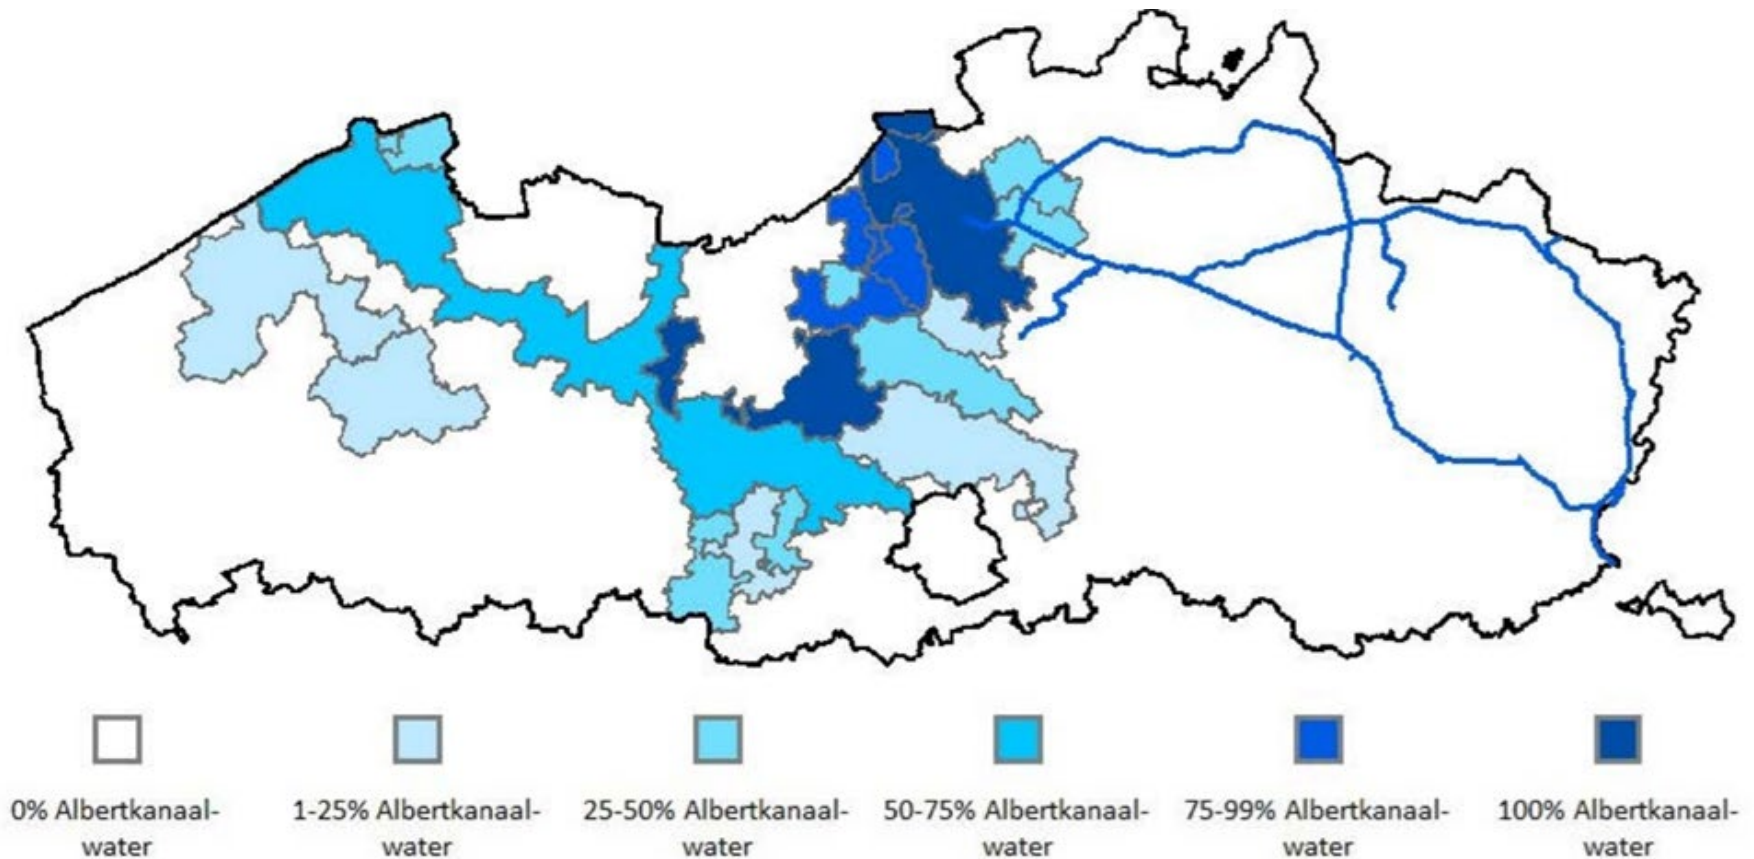 0% Albertkanaal-
water
1-25% Albertkanaal-
water
25-50% Albertkanaal-
water
50-75% Albertkanaal-
water
75-99% Albertkanaal-
water
100% Albertkanaal-
water